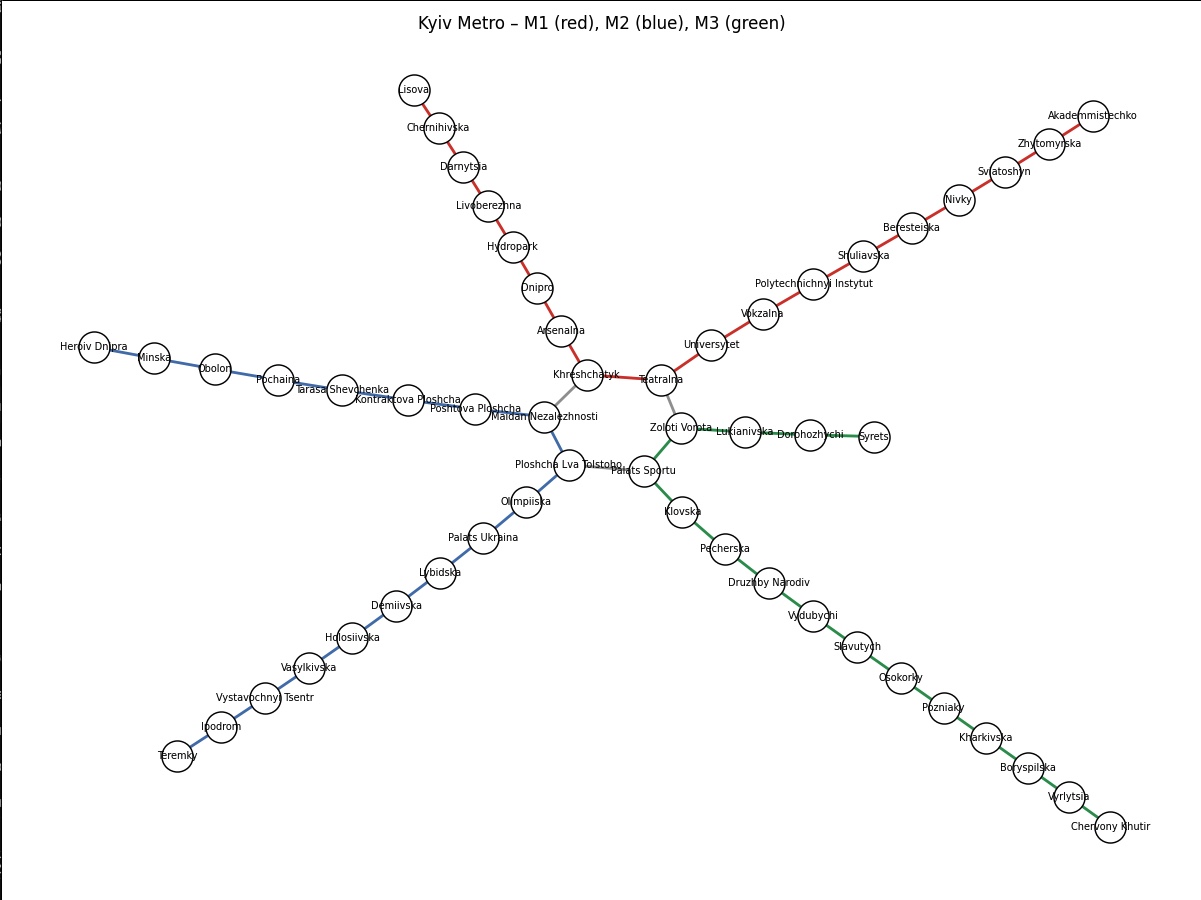 Kyiv Metro – M1 (red), M2 (blue), M3 (green)
Lisova
Akademmistechko
Chernihivska
Zhytomyrska
Darnytsia
Sviatoshyn
Nivky
Livoberezhna
Beresteiska
Hydropark
Shuliavska
Polytechnichnyi Instytut
Dnipro
Vokzalna
Arsenalna
Universytet
Heroiv Dnipra
Minska
Obolon
Khreshchatyk
Teatralna
Pochaina
Tarasa Shevchenka
Kontraktova Ploshcha
Poshtova Ploshcha
Maidan Nezalezhnosti
Zoloti Vorota
Lukianivska
Dorohozhychi
Syrets
Ploshcha Lva Tolstoho
Palats Sportu
Olimpiiska
Klovska
Palats Ukraina
Pecherska
Lybidska
Druzhby Narodiv
Demiivska
Vydubychi
Holosiivska
Slavutych
Vasylkivska
Osokorky
Vystavochnyi Tsentr
Pozniaky
Ipodrom
Kharkivska
Teremky
Boryspilska
Vyrlytsia
Chervony Khutir